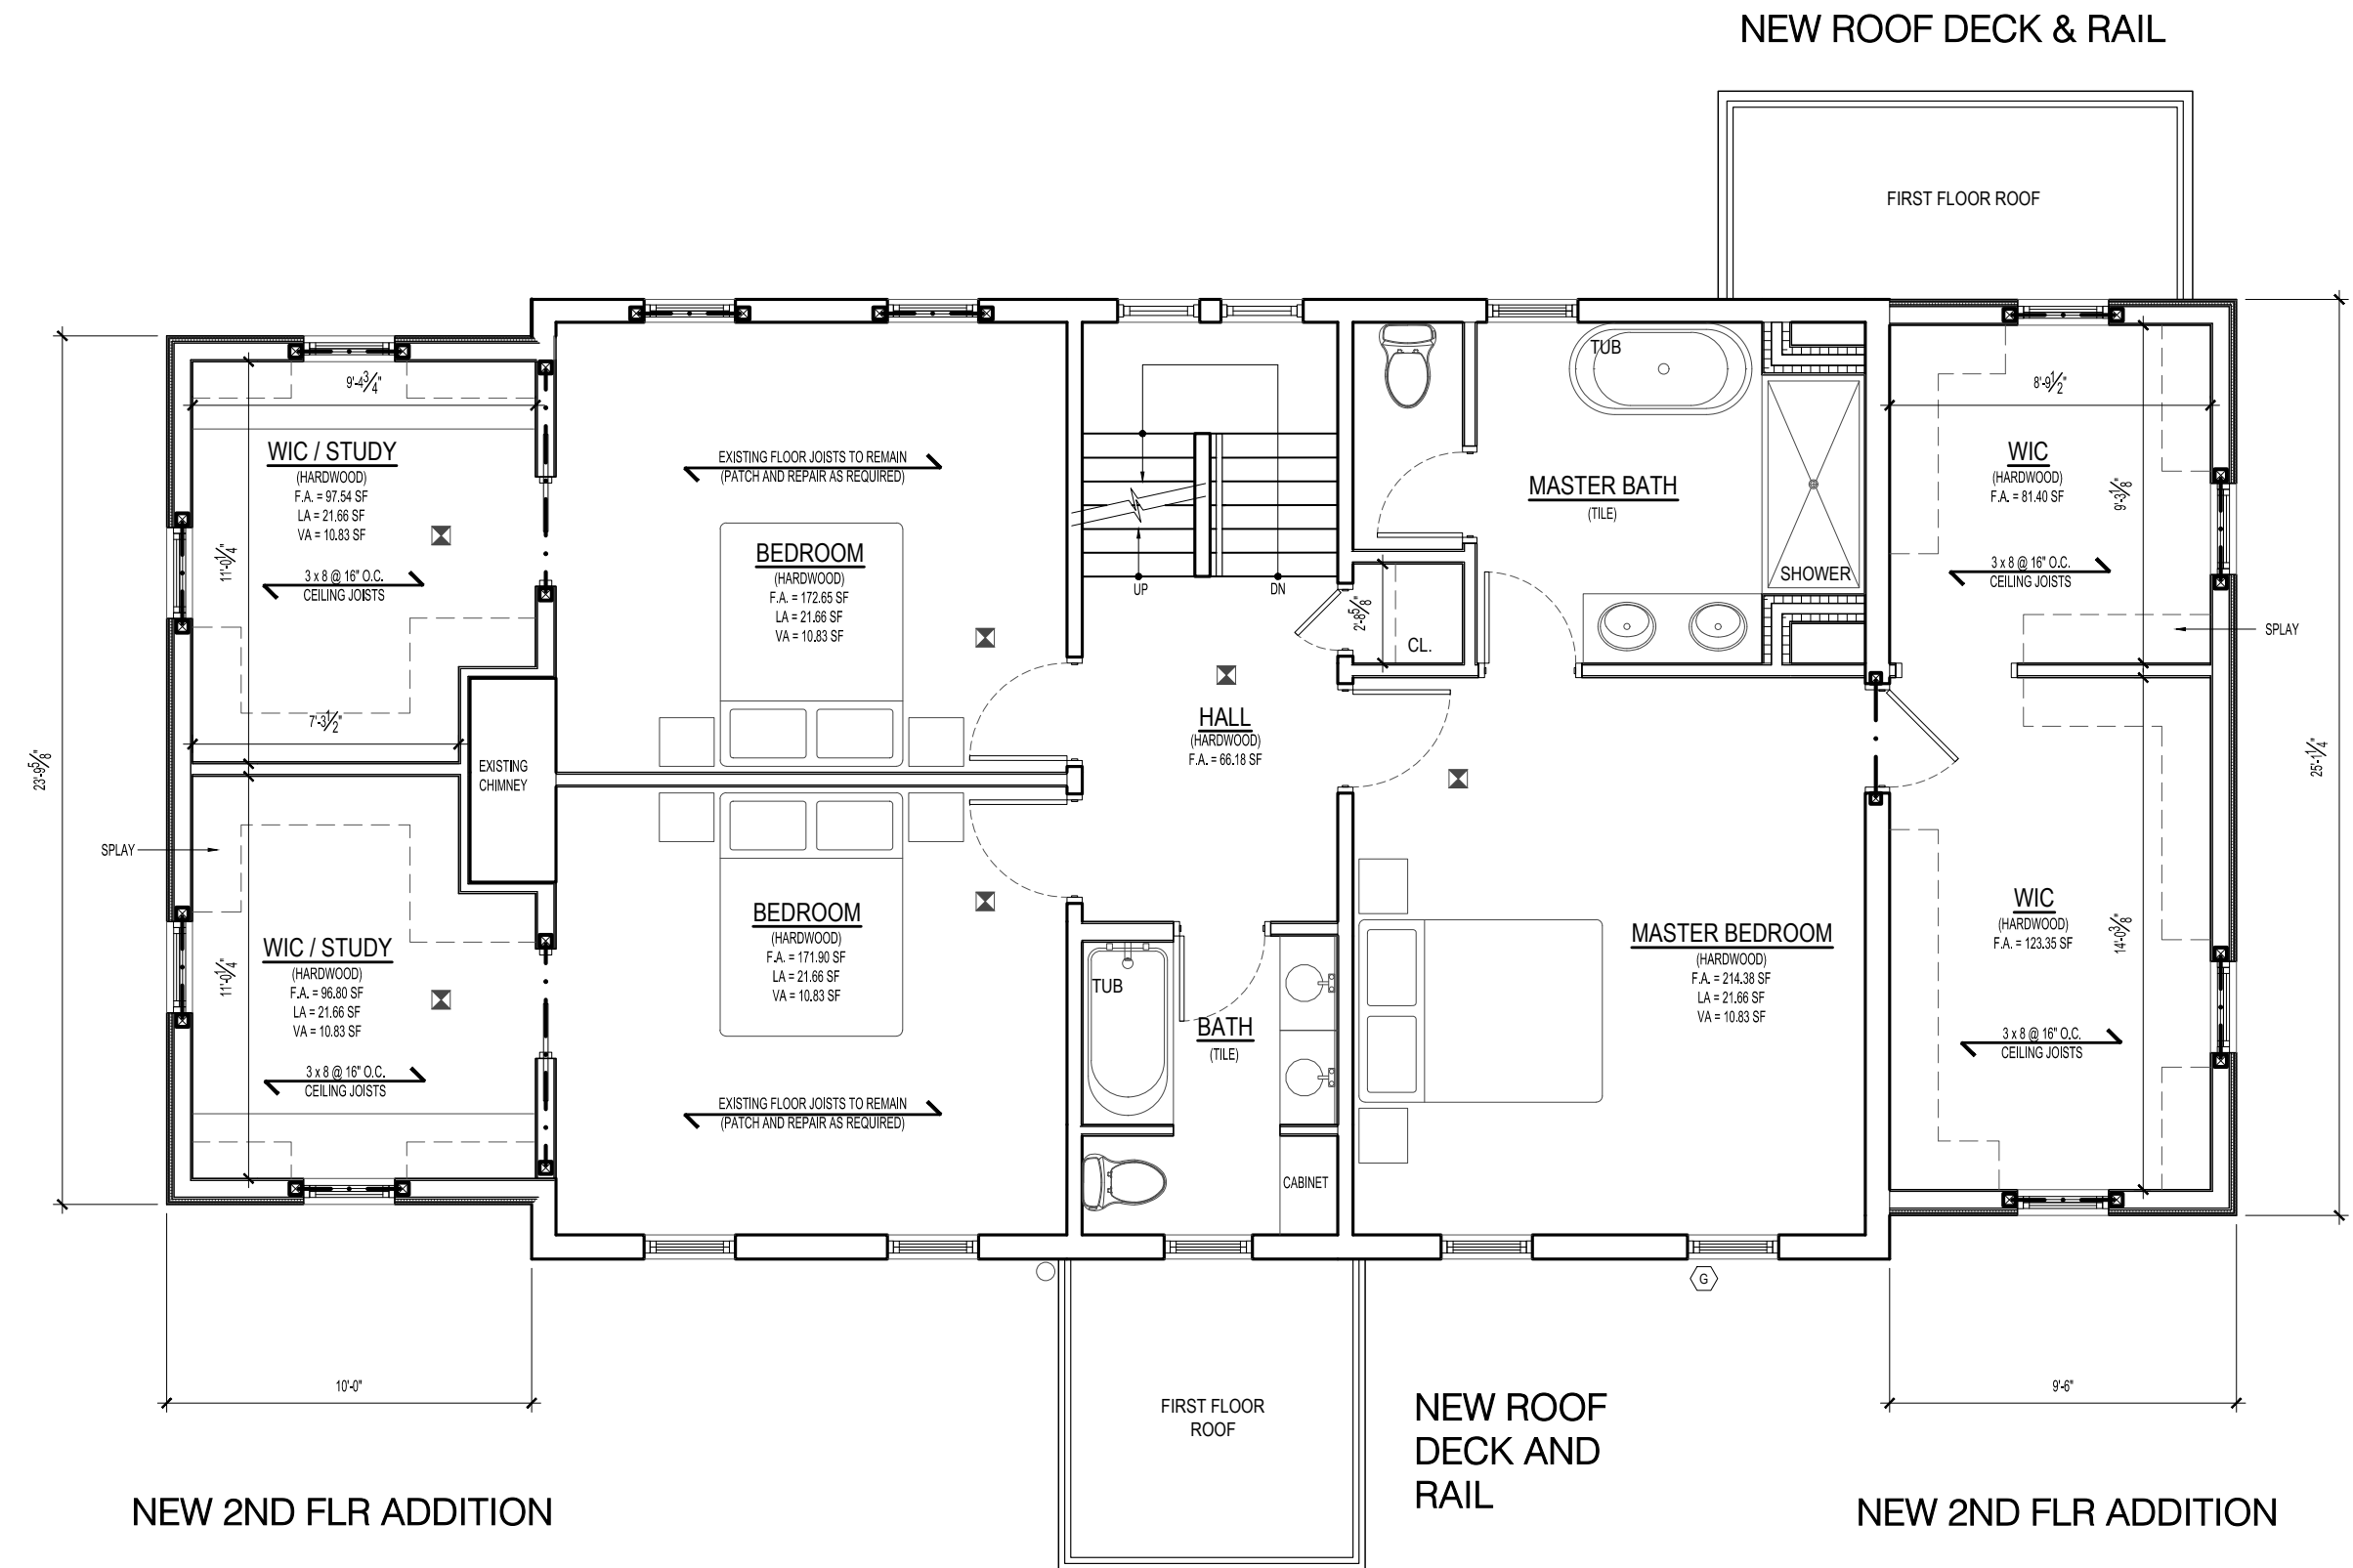 NEW ROOF DECK & RAIL
FIRST FLOOR ROOF
9'-4 3/4"
WIC / STUDY
(HARDWOOD)
F.A. = 97.54 SF
LA = 21.66 SF
VA = 10.83 SF
11'-0 1/4"
3 x 8 @ 16" O.C.
CEILING JOISTS
7'-3 1/2"
23'-9 5/8"
EXISTING
CHIMNEY
SPLAY
WIC / STUDY
(HARDWOOD)
F.A. = 96.80 SF
LA = 21.66 SF
VA = 10.83 SF
11'-0 1/4"
3 x 8 @ 16" O.C.
CEILING JOISTS
10'-0"
NEW 2ND FLR ADDITION
EXISTING FLOOR JOISTS TO REMAIN
(PATCH AND REPAIR AS REQUIRED)
BEDROOM
(HARDWOOD)
F.A. = 172.65 SF
LA = 21.66 SF
VA = 10.83 SF
BEDROOM
(HARDWOOD)
F.A. = 171.90 SF
LA = 21.66 SF
VA = 10.83 SF
EXISTING FLOOR JOISTS TO REMAIN
(PATCH AND REPAIR AS REQUIRED)
UP
DN
HALL
(HARDWOOD)
F.A. = 66.18 SF
TUB
BATH
(TILE)
CABINET
FIRST FLOOR
ROOF
TUB
MASTER BATH
(TILE)
SHOWER
2'-8 5/8"
CL.
MASTER BEDROOM
(HARDWOOD)
F.A. = 214.38 SF
LA = 21.66 SF
VA = 10.83 SF
G
NEW ROOF
DECK AND
RAIL
8'-9 1/2"
WIC
(HARDWOOD)
F.A. = 81.40 SF
9'-3 1/8"
3 x 8 @ 16" O.C.
CEILING JOISTS
SPLAY
25'-1 1/4"
WIC
(HARDWOOD)
F.A. = 123.35 SF
14'-0 3/8"
3 x 8 @ 16" O.C.
CEILING JOISTS
9'-6"
NEW 2ND FLR ADDITION